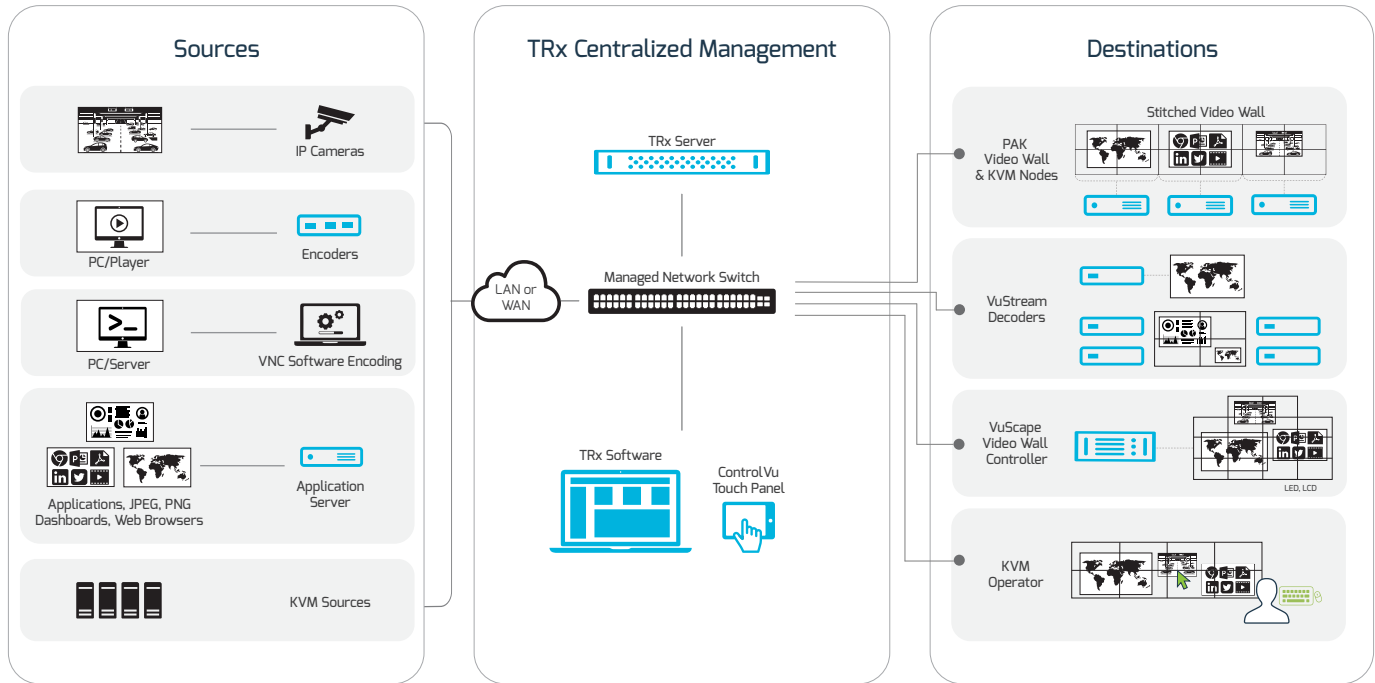 Sources
IP Cameras
PC/Player
Encoders
>_
PC/Server
VNC Software Encoding
Applications, JPEG, PNG
Dashboards, Web Browsers
Application
Server
KVM Sources
LAN or
WAN
TRx Centralized Management
TRx Server
Managed Network Switch
TRx Software
ControlVu
Touch Panel
Destinations
PAK
Video Wall
& KVM Nodes
Stitched Video Wall
VuStream
Decoders
VuScape
Video Wall
Controller
LED, LCD
KVM
Operator